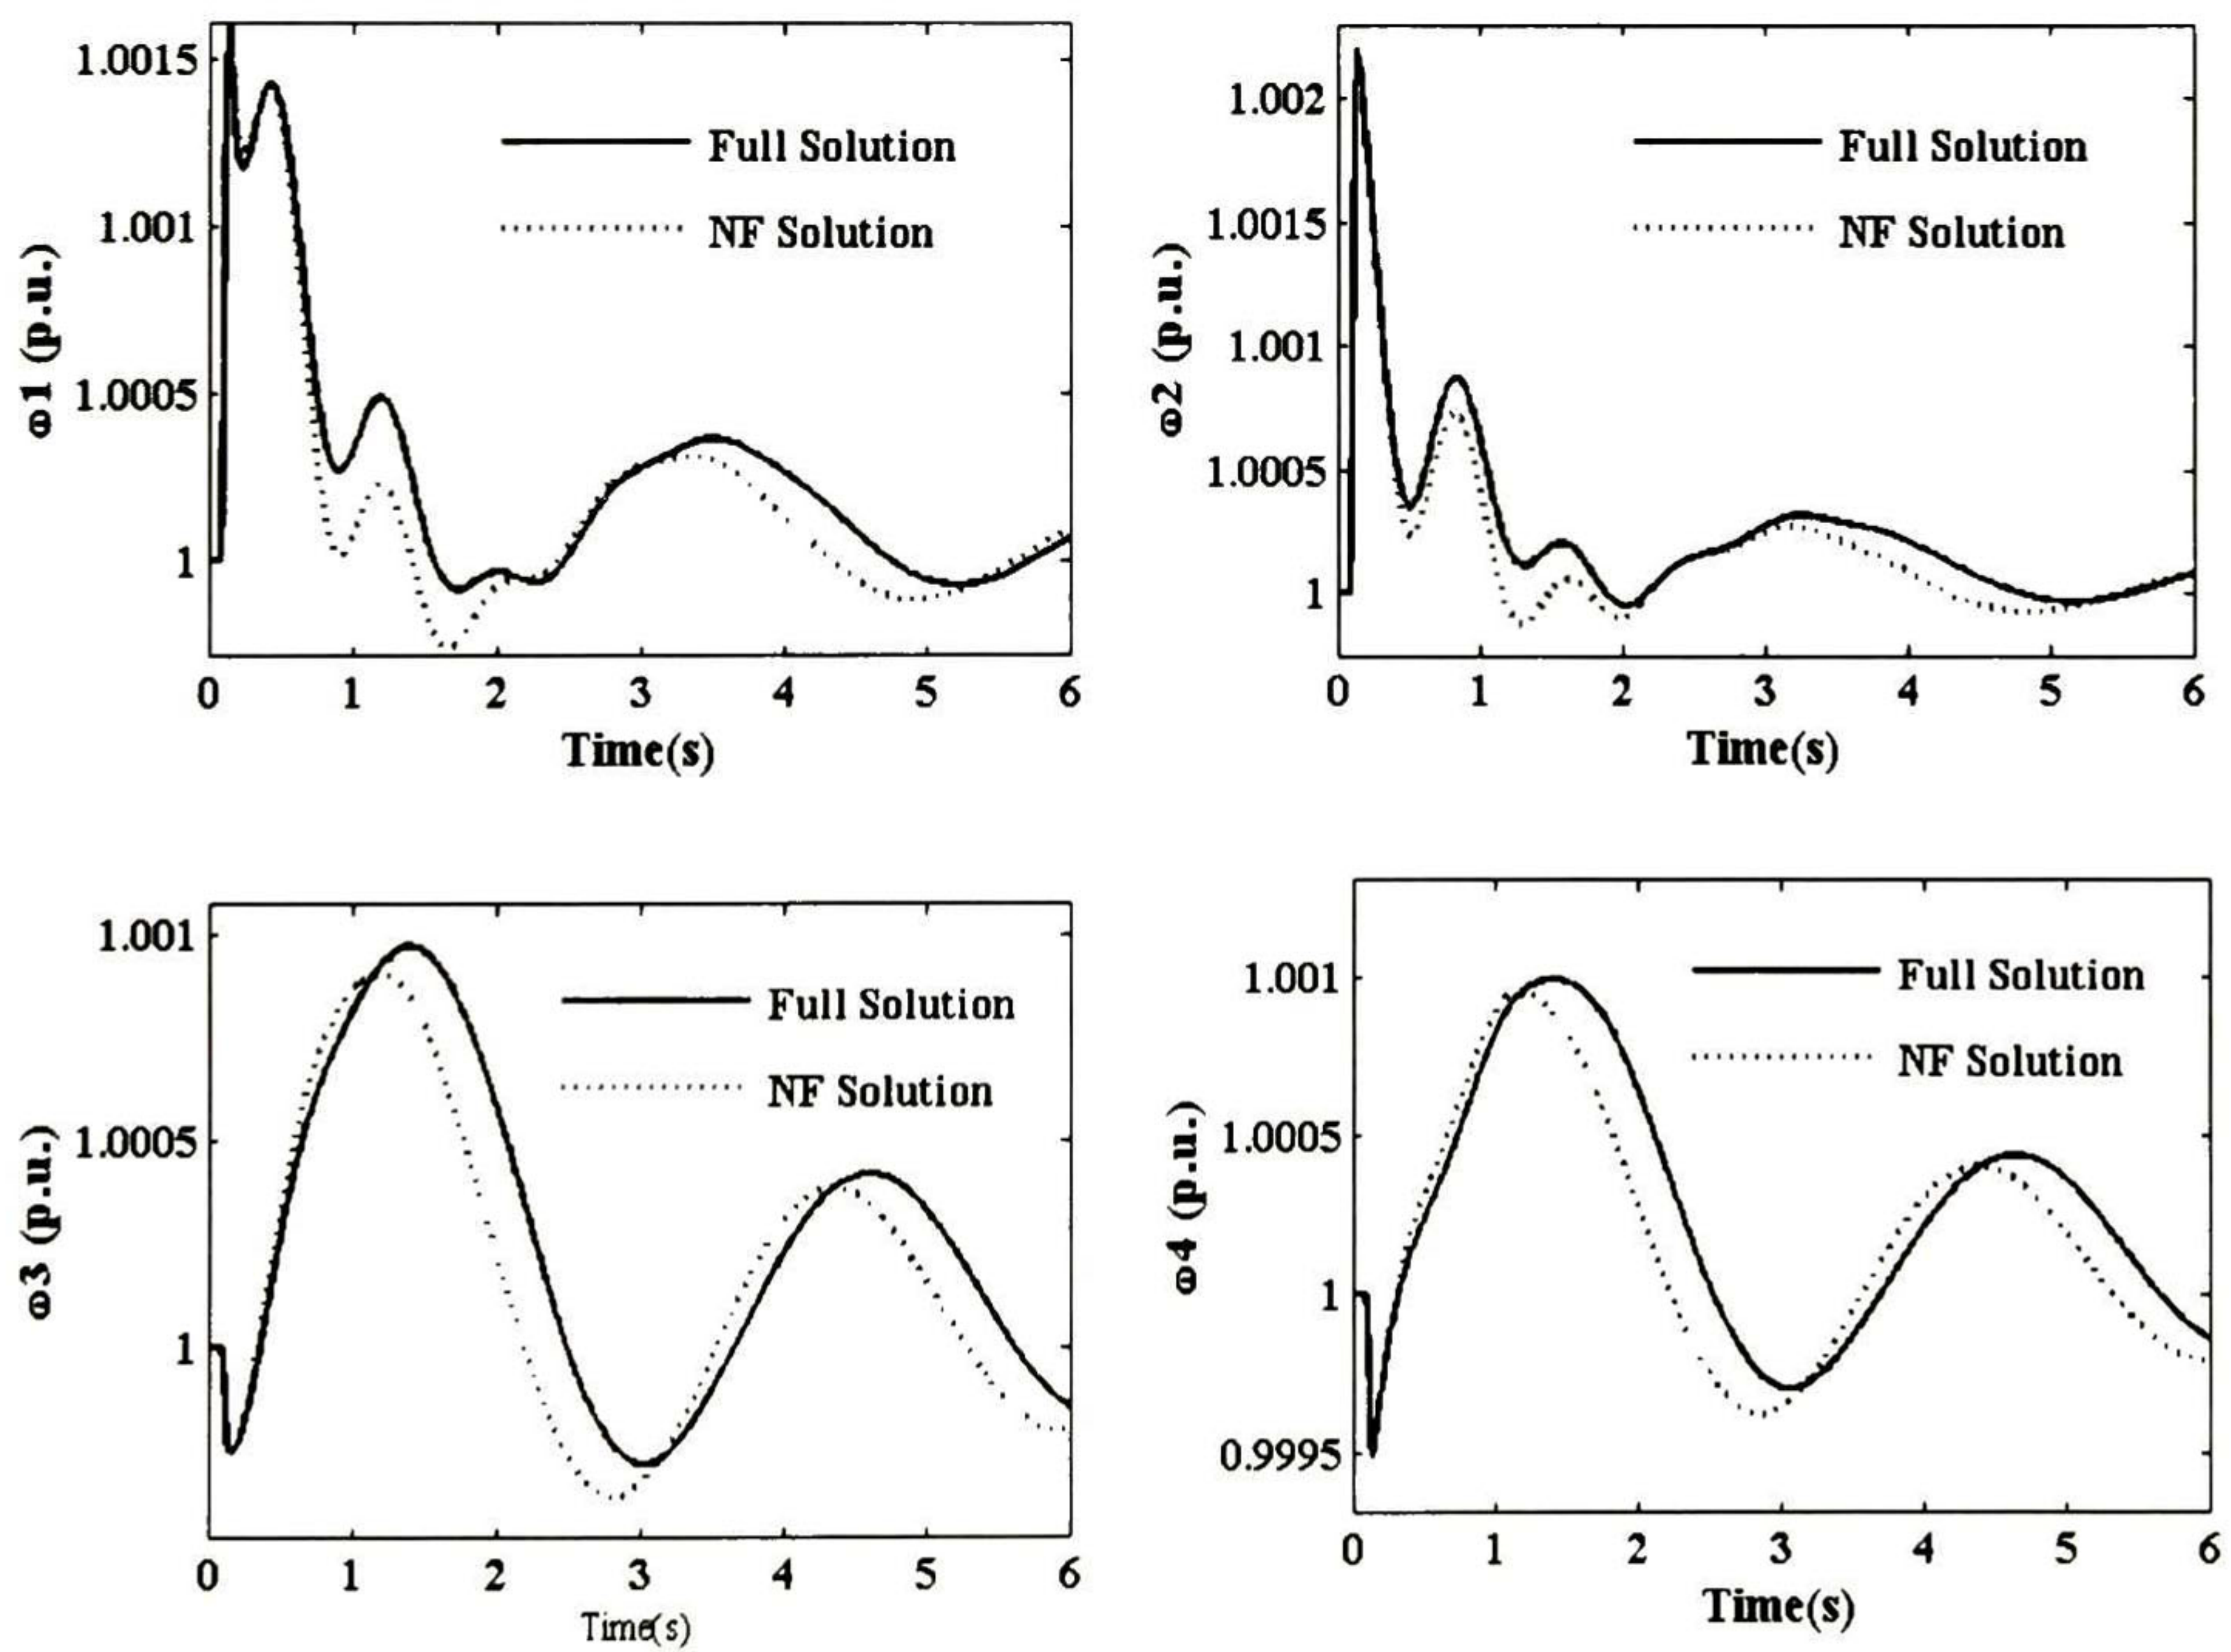 1.0015
1.001
1.0005
1
ω1 (p.u.)
Full Solution
NF Solution
0 1 2 3 4 5 6
Time(s)
1.002
1.0015
1.001
1.0005
1
ω2 (p.u.)
Full Solution
NF Solution
0 1 2 3 4 5 6
Time(s)
1.001
1.0005
1
ω3 (p.u.)
Full Solution
NF Solution
0 1 2 3 4 5 6
Time(s)
1.001
1.0005
1
0.9995
ω4 (p.u.)
Full Solution
NF Solution
0 1 2 3 4 5 6
Time(s)